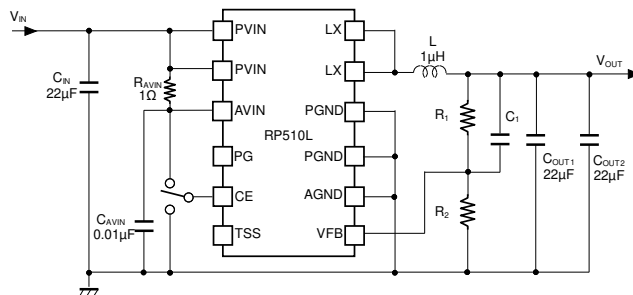 VIN
CIN
22µF
RAVIN
1Ω
CAVIN
0.01µF
PVIN
PVIN
AVIN
PG
CE
TSS
RP510L
LX
LX
PGND
PGND
AGND
VFB
L
1µH
VOUT
R1
C1
R2
COUT1
22µF
COUT2
22µF